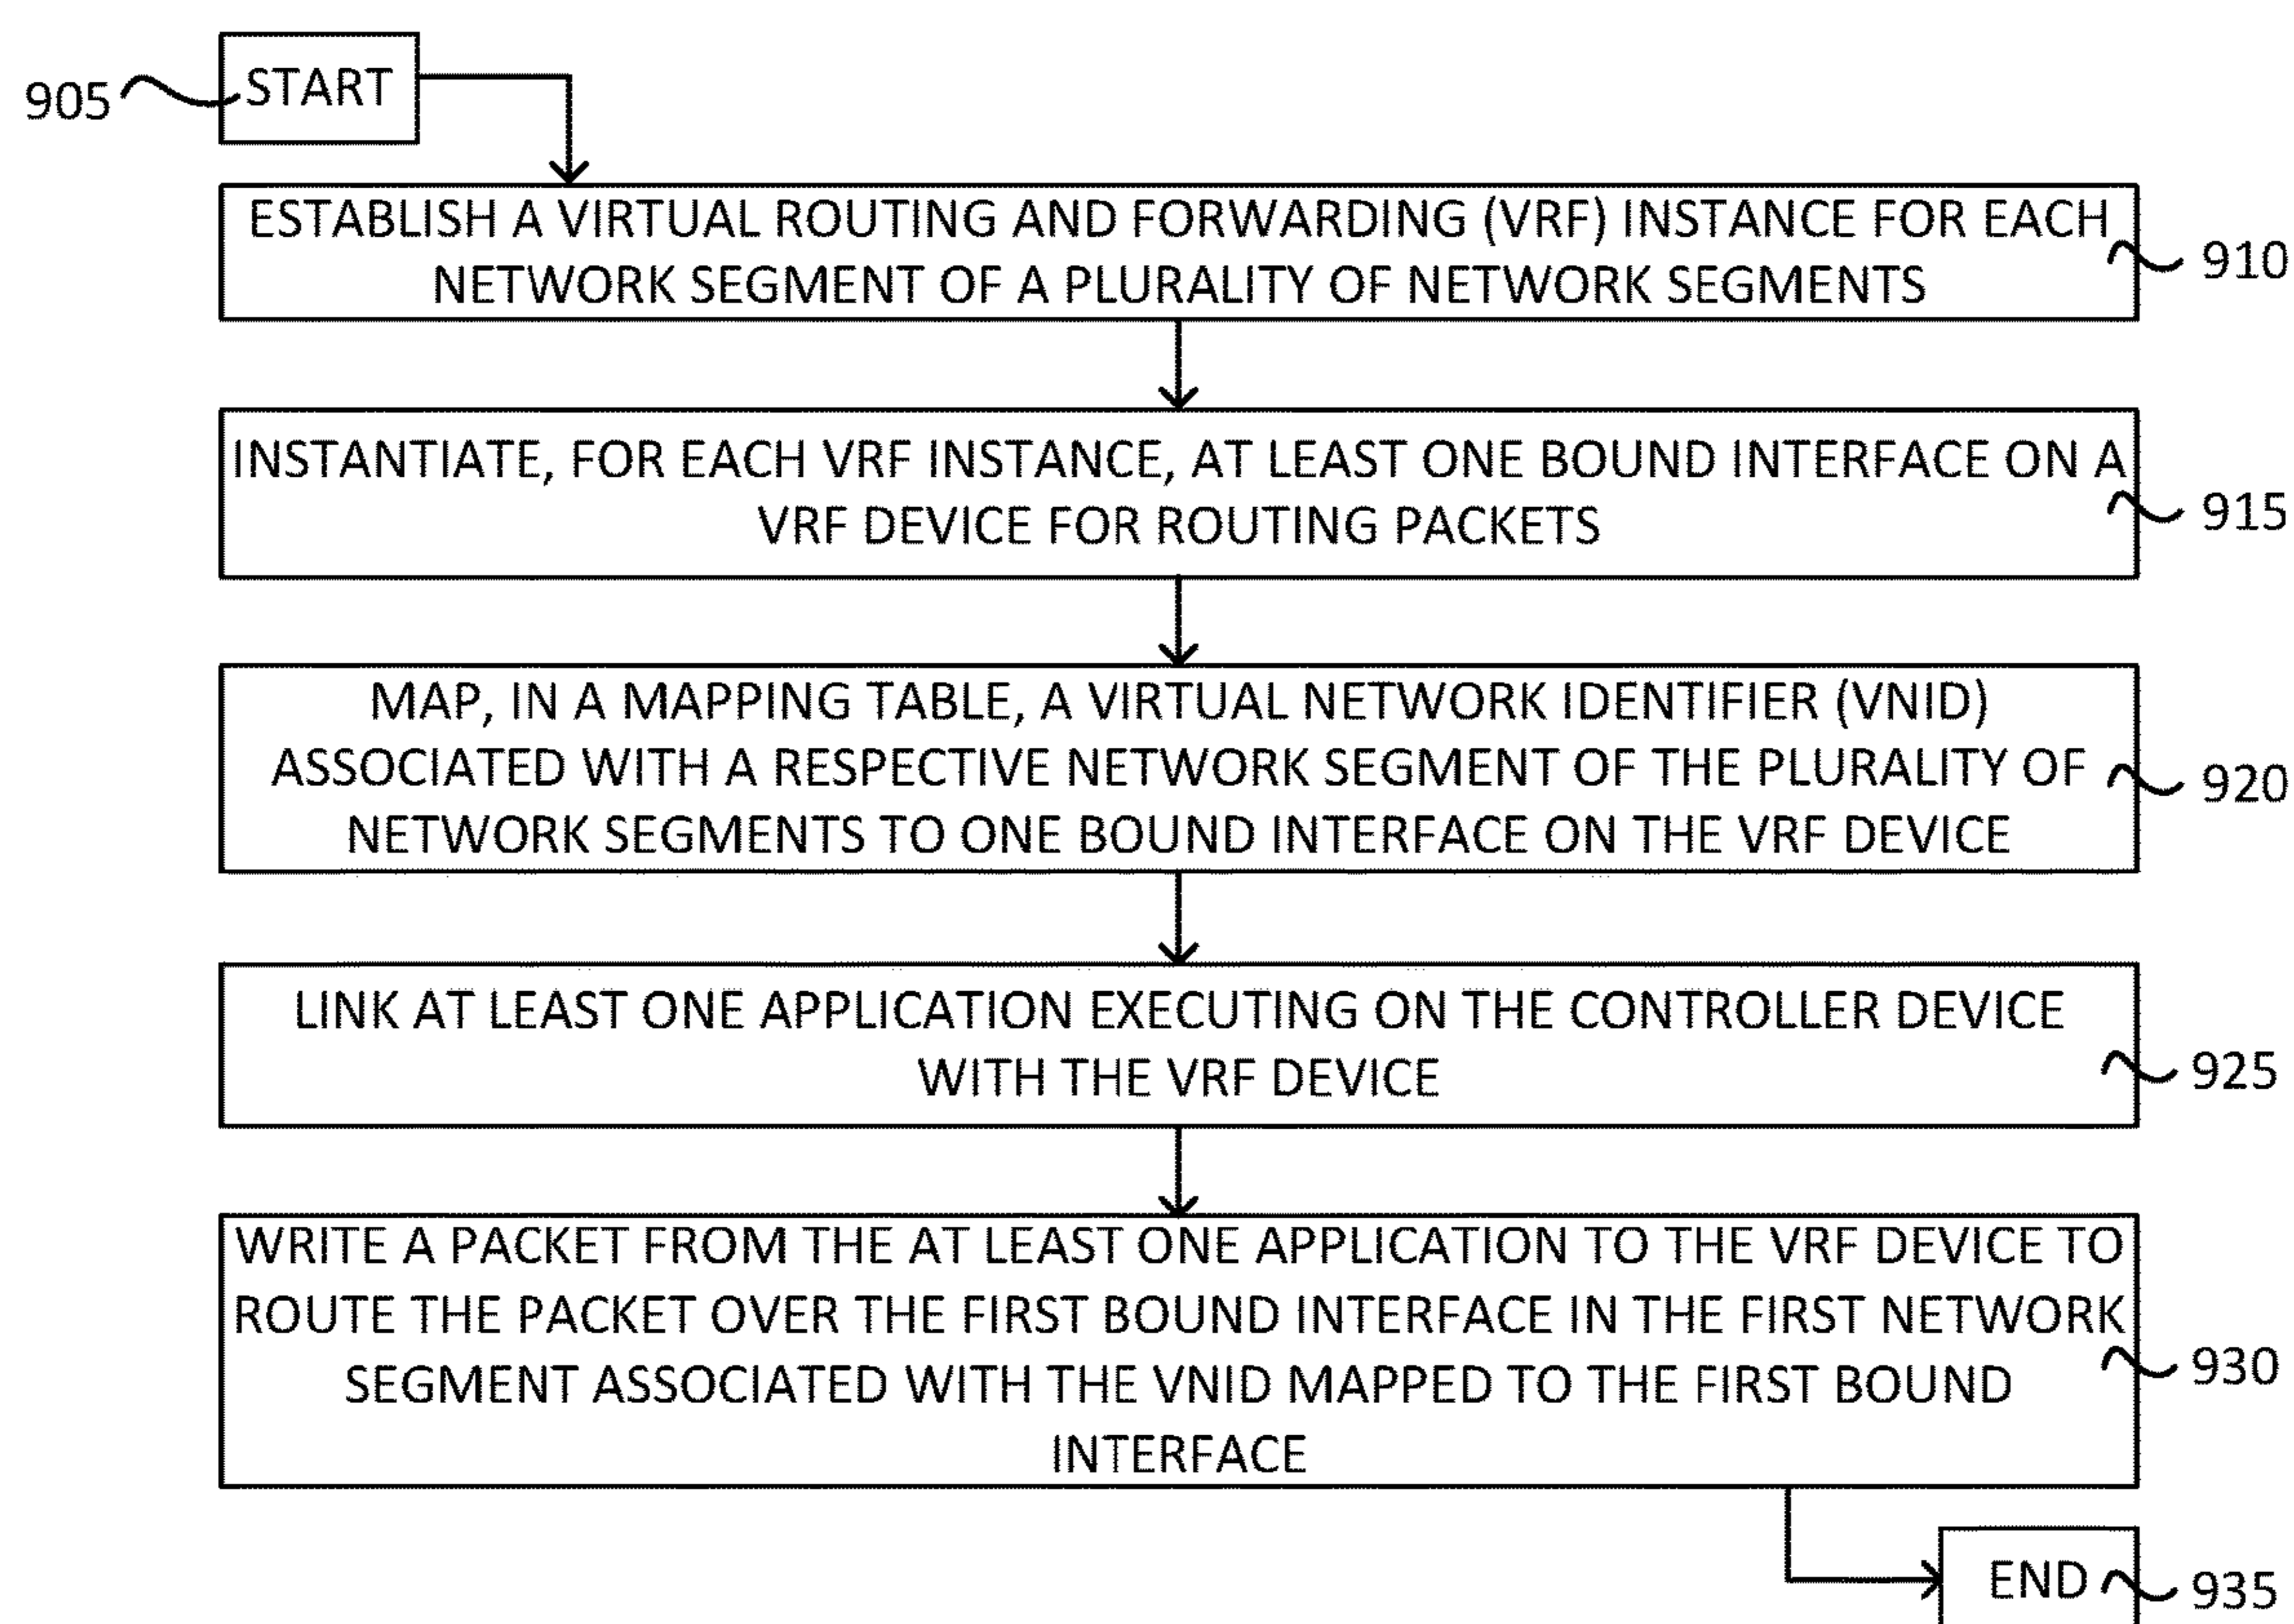 START
905
ESTABLISH A VIRTUAL ROUTING AND FORWARDING (VRF) INSTANCE FOR EACH
NETWORK SEGMENT OF A PLURALITY OF NETWORK SEGMENTS
910
INSTANTIATE, FOR EACH VRF INSTANCE, AT LEAST ONE BOUND INTERFACE ON A
VRF DEVICE FOR ROUTING PACKETS
915
MAP, IN A MAPPING TABLE, A VIRTUAL NETWORK IDENTIFIER (VNID)
ASSOCIATED WITH A RESPECTIVE NETWORK SEGMENT OF THE PLURALITY OF
NETWORK SEGMENTS TO ONE BOUND INTERFACE ON THE VRF DEVICE
920
LINK AT LEAST ONE APPLICATION EXECUTING ON THE CONTROLLER DEVICE
WITH THE VRF DEVICE
925
WRITE A PACKET FROM THE AT LEAST ONE APPLICATION TO THE VRF DEVICE TO
ROUTE THE PACKET OVER THE FIRST BOUND INTERFACE IN THE FIRST NETWORK
SEGMENT ASSOCIATED WITH THE VNID MAPPED TO THE FIRST BOUND
INTERFACE
930
END
935